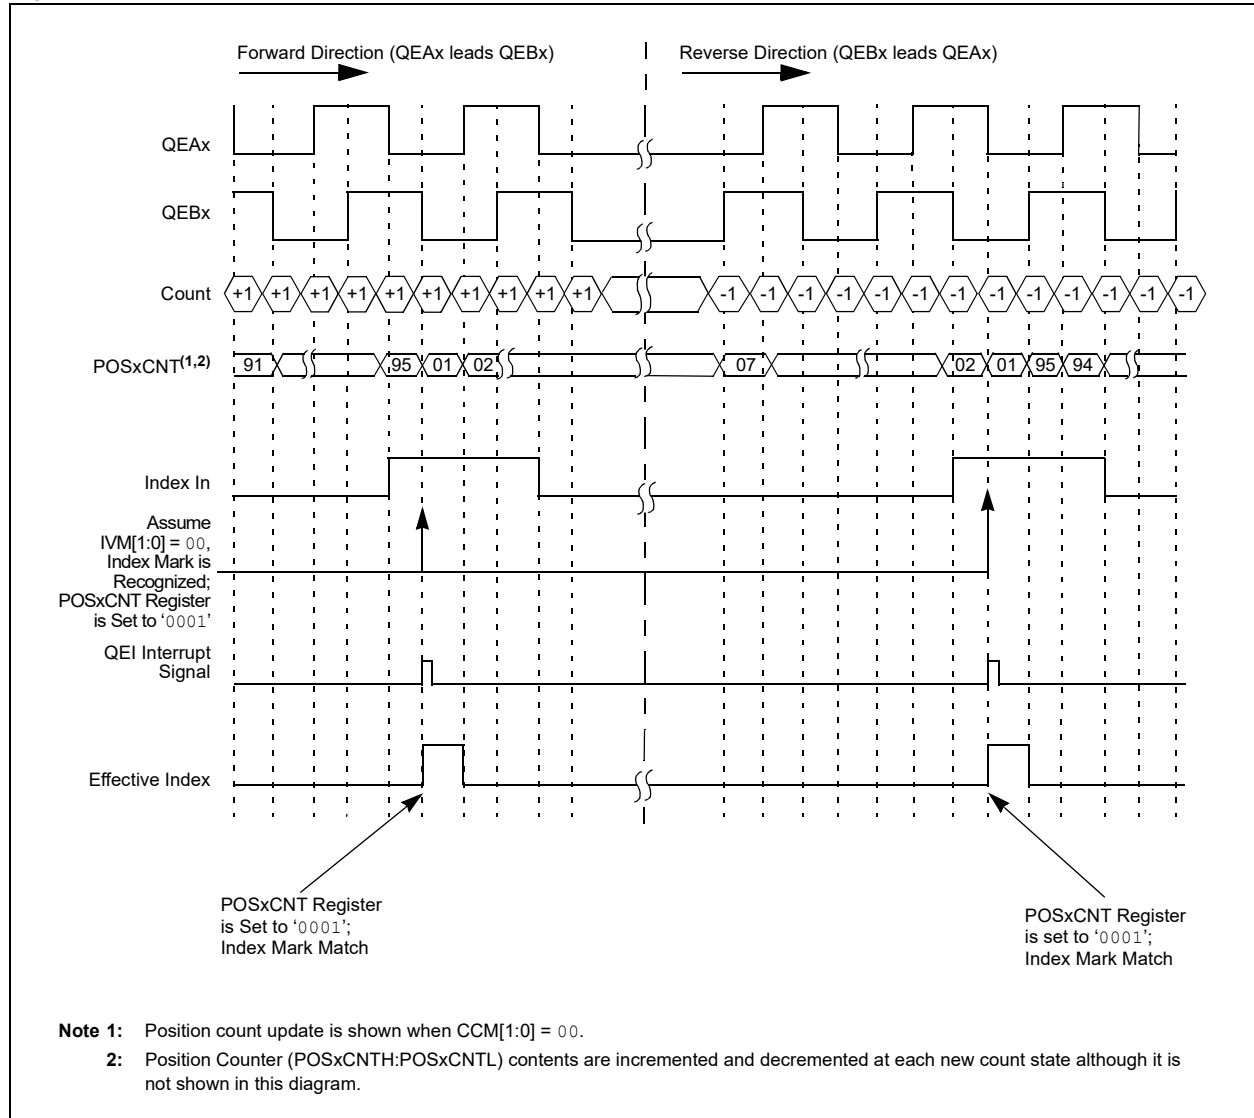 Forward Direction (QEAx leads QEBx)
Reverse Direction (QEBx leads QEAx)
QEAx
QEBx
Count
+1 +1 +1 +1 +1 +1 +1 +1 +1 +1
-1 -1 -1 -1 -1 -1 -1 -1 -1 -1 -1 -1 -1
POSxCNT(1,2)
91 95 01 02
07 02 01 95 94
Index In
Assume
IVM[1:0] = 00,
Index Mark is
Recognized;
POSxCNT Register
is Set to ‘0001’
QEI Interrupt
Signal
Effective Index
POSxCNT Register
is Set to ‘0001’;
Index Mark Match
POSxCNT Register
is set to ‘0001’;
Index Mark Match
Note 1: Position count update is shown when CCM[1:0] = 00.
2: Position Counter (POSxCNTH:POSxCNTL) contents are incremented and decremented at each new count state although it is
not shown in this diagram.